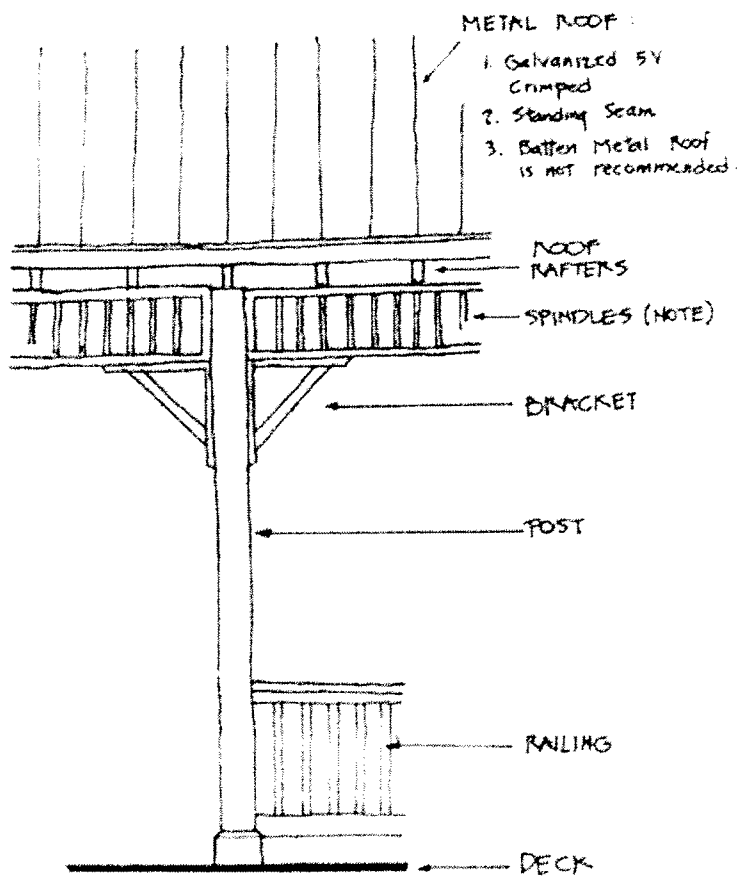 METAL ROOF:
1. Galvanized 5V
Crimped
2. Standing Seam
3. Batten Metal Roof
is not recommended.
ROOF
RAFTERS
SPINDLES (NOTE)
BRACKET
POST
RAILING
DECK